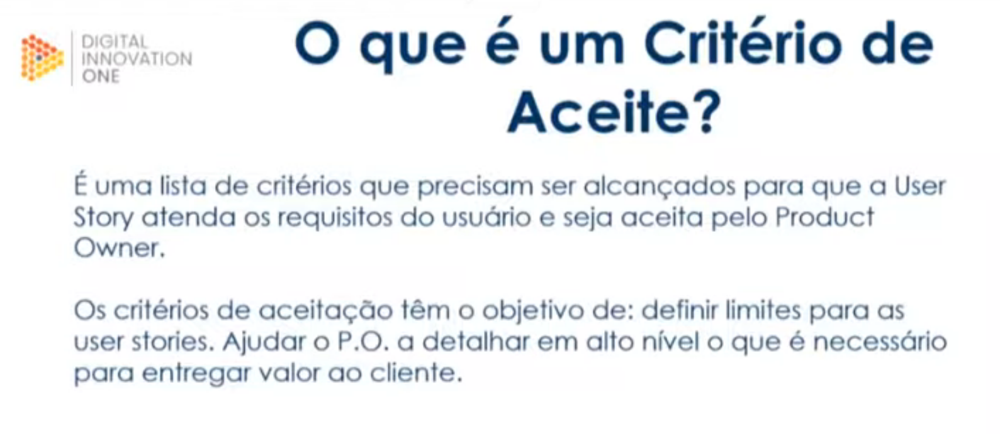 DIGITAL
INNOVATION
ONE
O que é um Critério de
Aceite?
É uma lista de critérios que precisam ser alcançados para que a User
Story atenda os requisitos do usuário e seja aceita pelo Product
Owner.
Os critérios de aceitação têm o objetivo de: definir limites para as
user stories. Ajudar o P.O. a detalhar em alto nível o que é necessário
para entregar valor ao cliente.